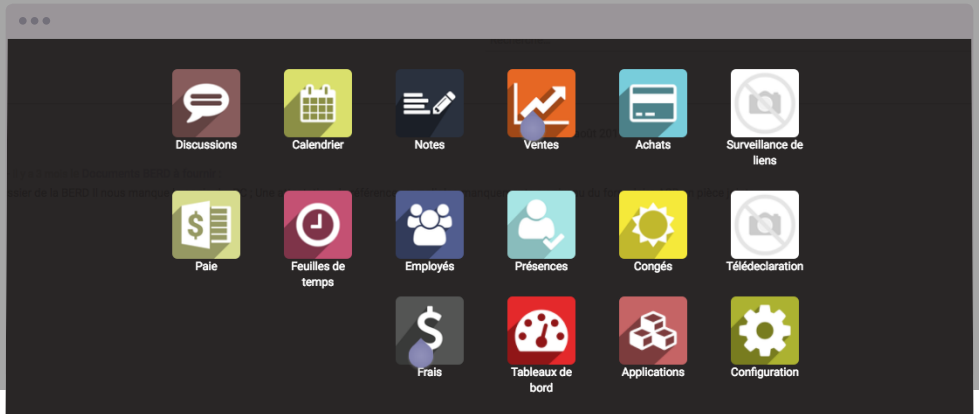 Discussions
Calendrier
Notes
Ventes
Achats
Surveillance de
liens
Paie
Feuilles de
temps
Employés
Présences
Congés
Télédeclaration
Frais
Tableaux de
bord
Applications
Configuration